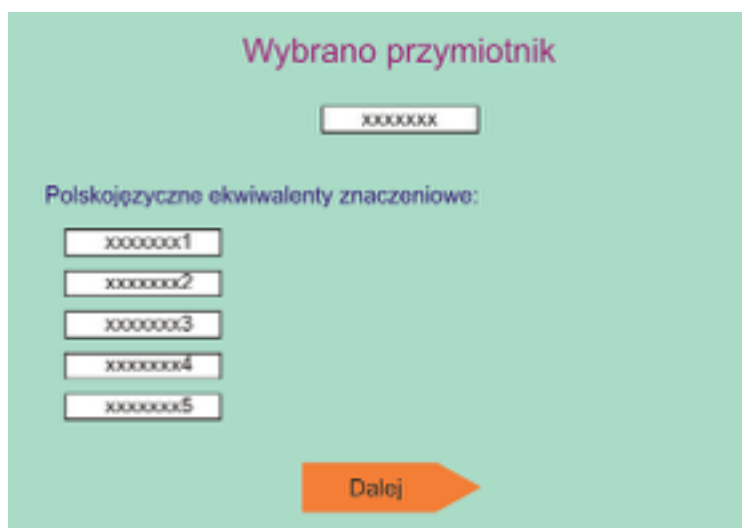 Wybrano przymiotnik
xxxxxxx
Polskojęzyczne ekwiwalenty znaczeniowe:
xxxxxxx1
xxxxxxx2
xxxxxxx3
xxxxxxx4
xxxxxxx5
Dalej